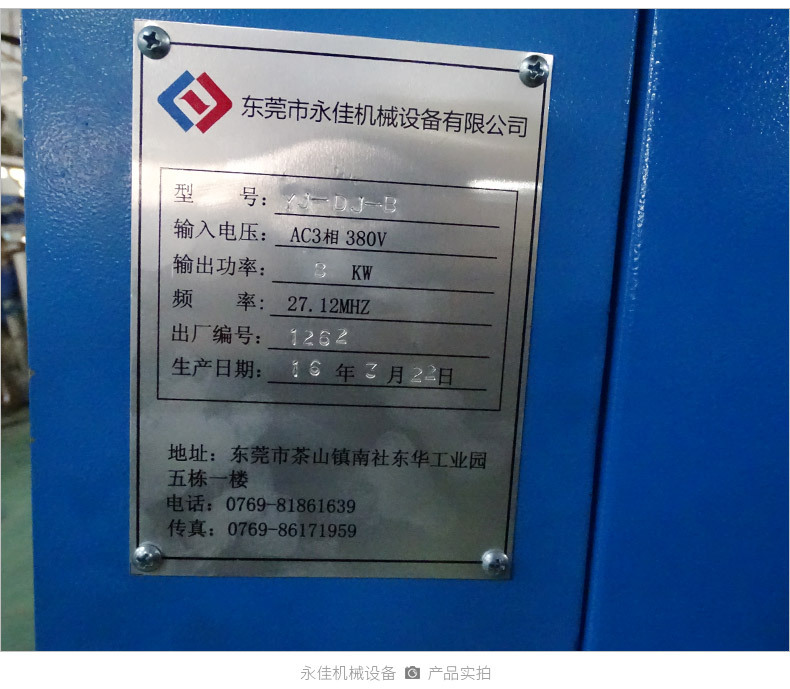 东莞市永佳机械设备有限公司
型 号: YJ-DJ-B
输入电压: AC3相 380V
输出功率: 3 KW
频 率: 27.12MHZ
出厂编号: 1262
生产日期: 16 年 3 月 22 日
地址: 东莞市茶山镇南社东华工业园
五栋一楼
电话: 0769-81861639
传真: 0769-86171959
永佳机械设备 产品实拍